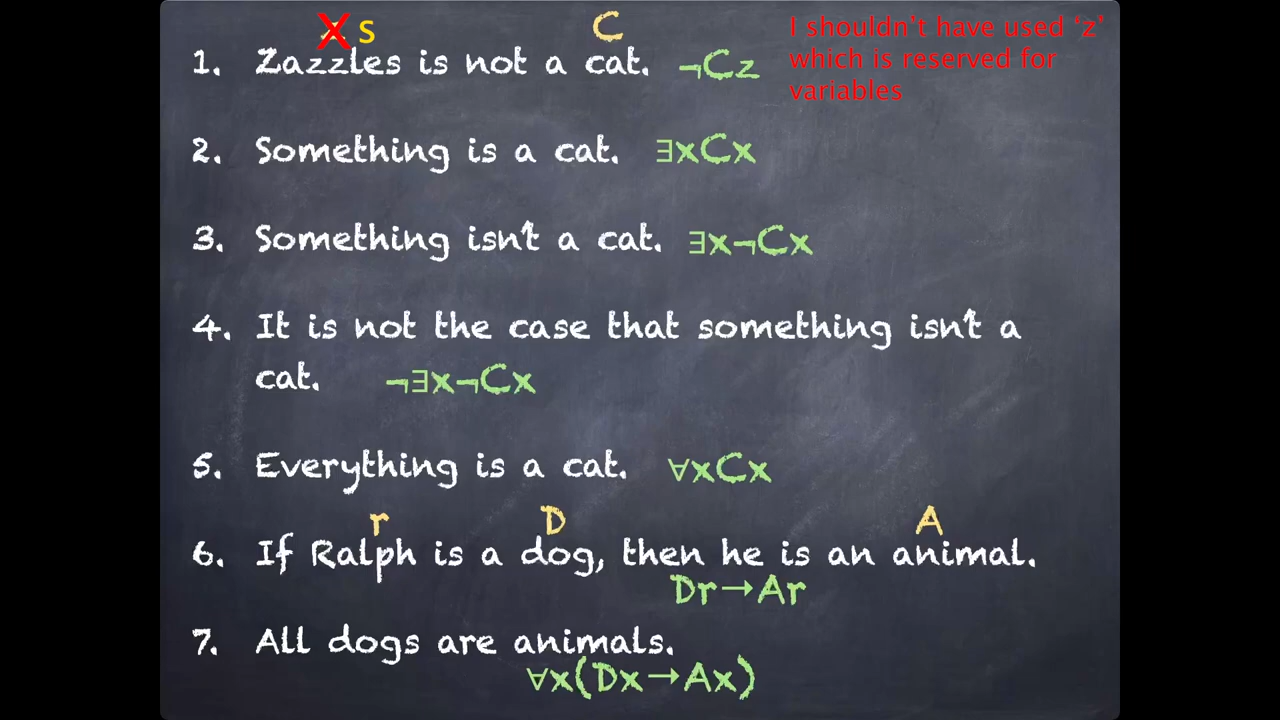 X s C I shouldn't have used ‘z’
1. Zazzles is not a cat. ¬Cz which is reserved for
variables
2. Something is a cat. ∃xCx
3. Something isn't a cat. ∃x¬Cx
4. It is not the case that something isn't a
cat. ¬∃x¬Cx
5. Everything is a cat. ∀xCx
r D A
6. If Ralph is a dog, then he is an animal.
Dr→Ar
7. All dogs are animals.
∀x(Dx→Ax)